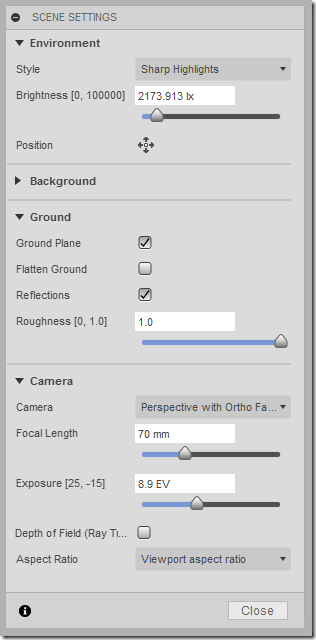 SCENE SETTINGS
Environment
Style Sharp Highlights
Brightness [0, 100000] 2173.913 lx
Position
Background
Ground
Ground Plane
Flatten Ground
Reflections
Roughness [0, 1.0] 1.0
Camera
Camera Perspective with Ortho Fa...
Focal Length 70 mm
Exposure [25, -15] 8.9 EV
Depth of Field (Ray Tr...
Aspect Ratio Viewport aspect ratio
Close